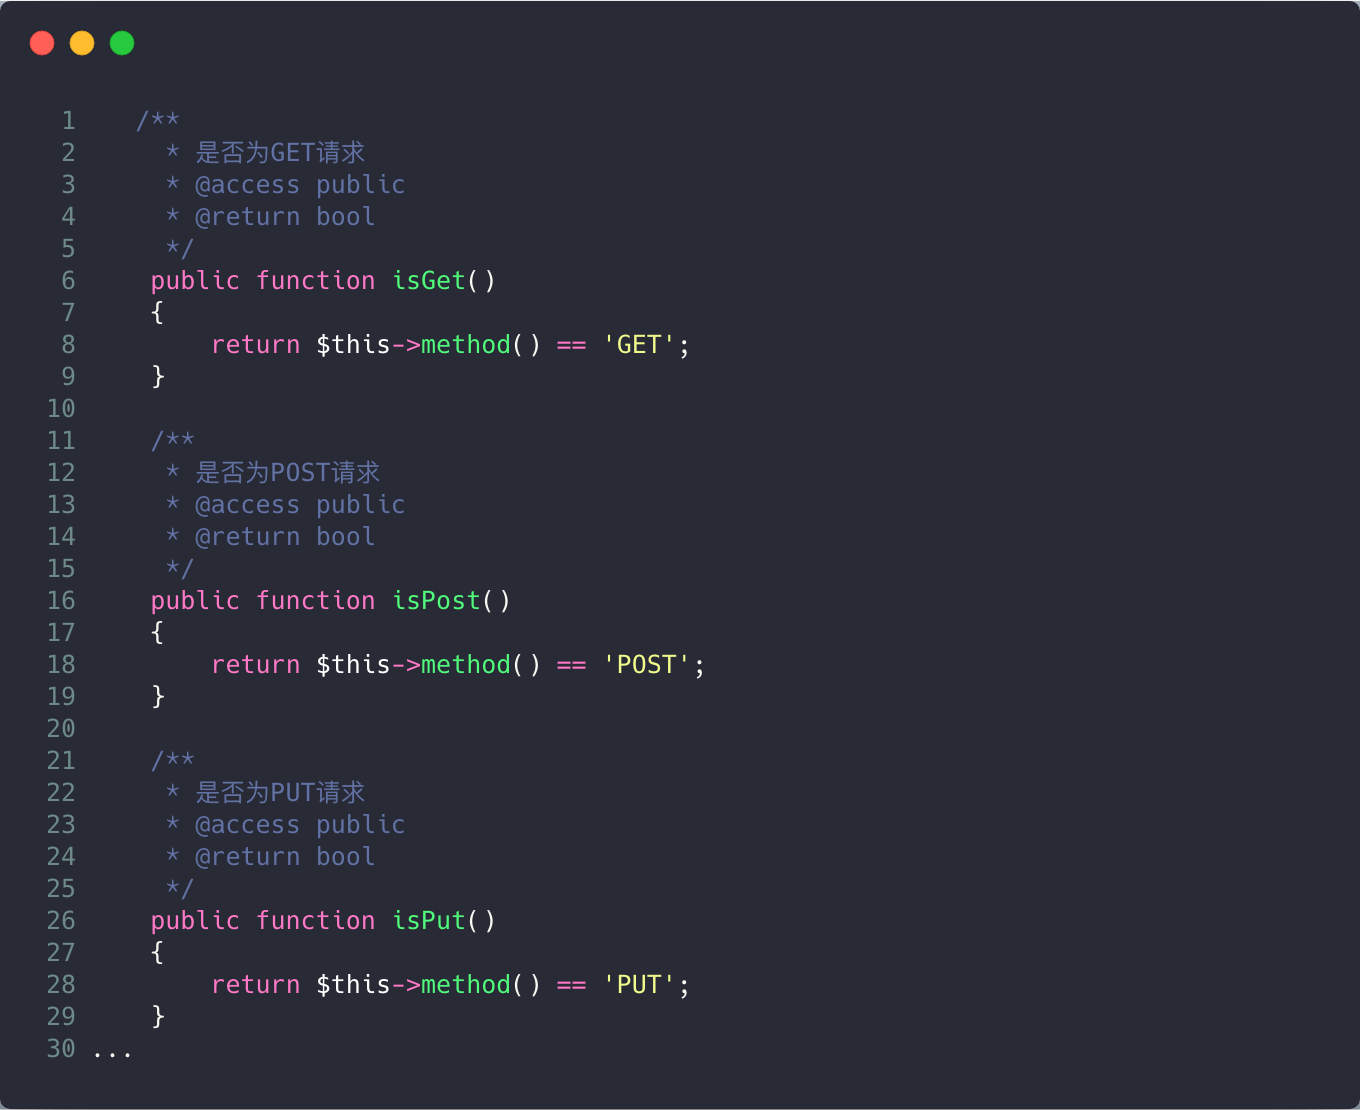 1    /**
2      * 是否为GET请求
3      * @access public
4      * @return bool
5      */
6     public function isGet()
7     {
8         return $this->method() == 'GET';
9     }
10
11    /**
12     * 是否为POST请求
13     * @access public
14     * @return bool
15     */
16    public function isPost()
17    {
18        return $this->method() == 'POST';
19    }
20
21    /**
22     * 是否为PUT请求
23     * @access public
24     * @return bool
25     */
26    public function isPut()
27    {
28        return $this->method() == 'PUT';
29    }
30 ...